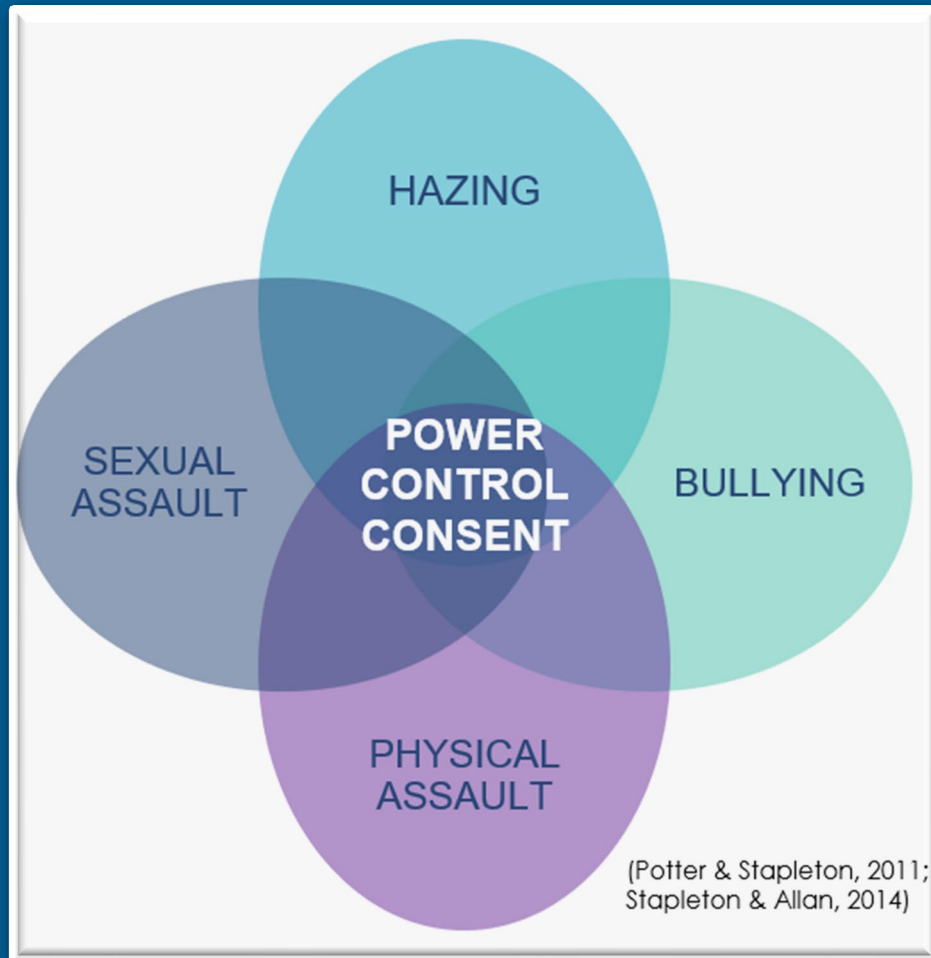 HAZING
SEXUAL
ASSAULT
POWER
CONTROL
CONSENT
BULLYING
PHYSICAL
ASSAULT
(Potter & Stapleton, 2011;
Stapleton & Allan, 2014)